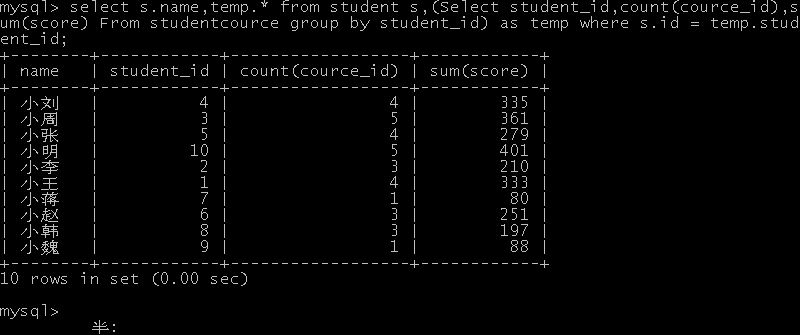 mysql> select s.name,temp.* from student s,(Select student_id,count(cource_id),s
um(score) From studentcource group by student_id) as temp where s.id = temp.stud
ent_id;
+------+------------+------------------+------------+
| name | student_id | count(cource_id) | sum(score) |
+------+------------+------------------+------------+
| 小刘 | 4 | 4 | 335 |
| 小周 | 3 | 5 | 361 |
| 小张 | 5 | 4 | 279 |
| 小明 | 10 | 5 | 401 |
| 小李 | 2 | 3 | 210 |
| 小王 | 1 | 4 | 333 |
| 小蒋 | 7 | 1 | 80 |
| 小赵 | 6 | 3 | 251 |
| 小韩 | 8 | 3 | 197 |
| 小魏 | 9 | 1 | 88 |
+------+------------+------------------+------------+
10 rows in set (0.00 sec)
mysql>
半: